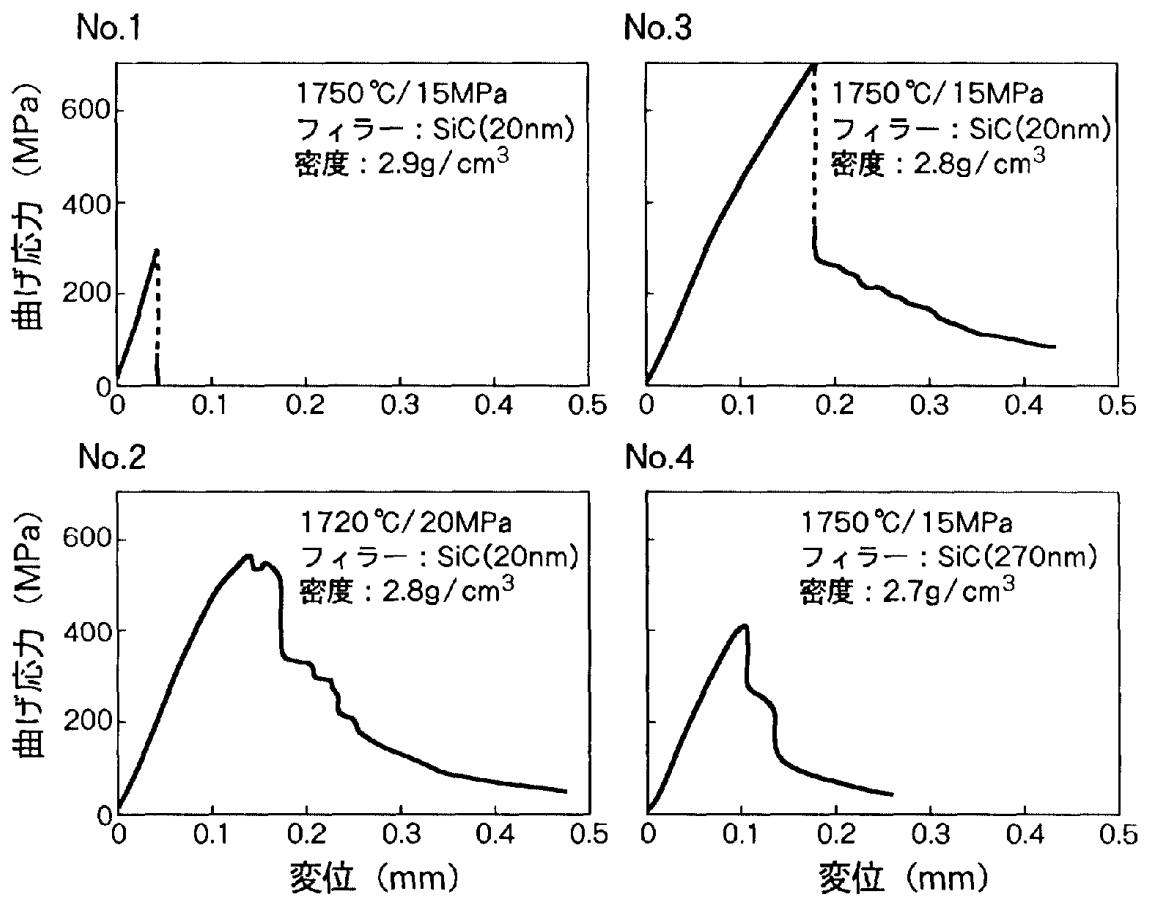 No.1
1750℃/15MPa
フィラー：SiC(20nm)
密度：2.9g/cm³
曲げ応力 (MPa)
600
400
200
0
0 0.1 0.2 0.3 0.4 0.5
No.3
1750℃/15MPa
フィラー：SiC(20nm)
密度：2.8g/cm³
0 0.1 0.2 0.3 0.4 0.5
No.2
1720℃/20MPa
フィラー：SiC(20nm)
密度：2.8g/cm³
曲げ応力 (MPa)
600
400
200
0
0 0.1 0.2 0.3 0.4 0.5
変位 (mm)
No.4
1750℃/15MPa
フィラー：SiC(270nm)
密度：2.7g/cm³
0 0.1 0.2 0.3 0.4 0.5
変位 (mm)